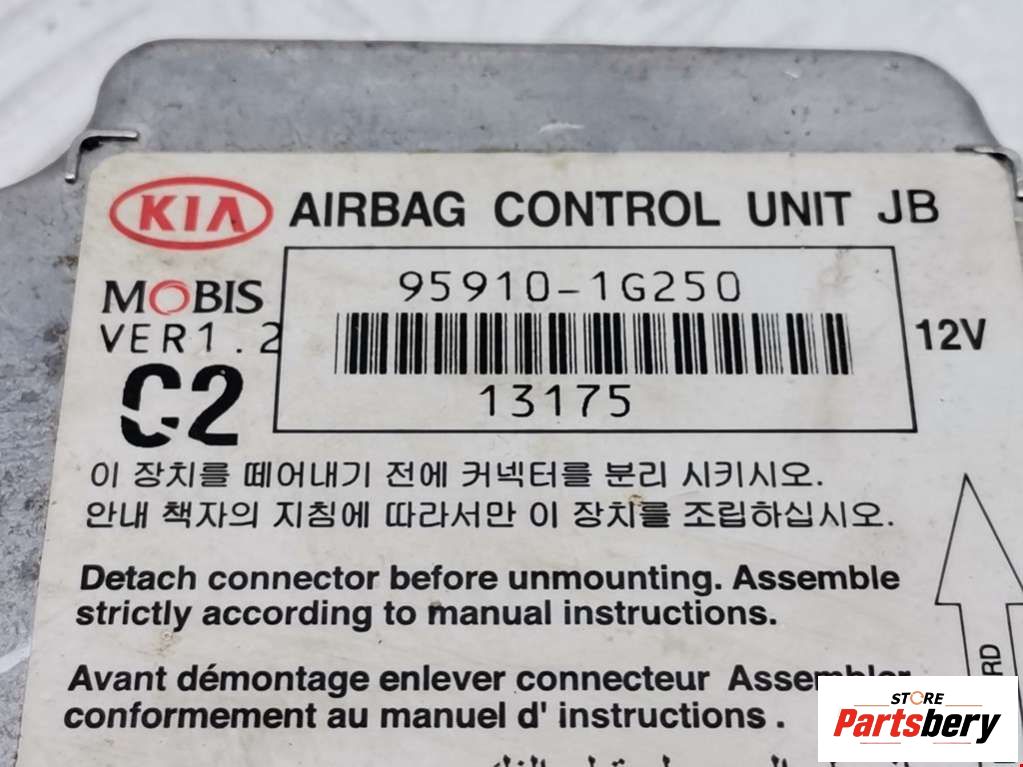 KIA AIRBAG CONTROL UNIT JB
MOBIS
VER1.2
C2
95910-1G250
13175
12V
이 장치를 떼어내기 전에 커넥터를 분리 시키시오.
안내 책자의 지침에 따라서만 이 장치를 조립하십시오.
Detach connector before unmounting. Assemble
strictly according to manual instructions.
Avant démontage enlever connecteur Assembler
conformement au manuel d' instructions .
STORE
Partsbery